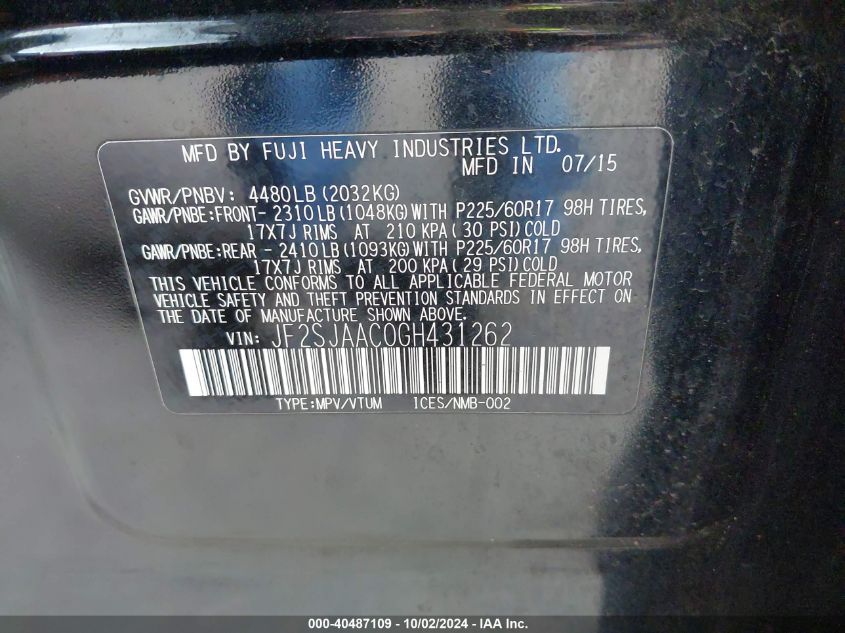 MFD BY FUJI HEAVY INDUSTRIES LTD.
MFD IN 07/15
GVWR/PNBV: 4480LB(2032KG)
GAWR/PNBE:FRONT- 2310LB(1048KG)WITH P225/60R17 98H TIRES,
17X7J RIMS AT 210 KPA( 30 PSI)COLD
GAWR/PNBE:REAR - 2410LB(1093KG)WITH P225/60R17 98H TIRES,
17X7J RIMS AT 200 KPA( 29 PSI)COLD
THIS VEHICLE CONFORMS TO ALL APPLICABLE FEDERAL MOTOR
VEHICLE SAFETY AND THEFT PREVENTION STANDARDS IN EFFECT ON
THE DATE OF MANUFACTURE SHOWN ABOVE.
VIN: JF2SJAAC0GH431262
TYPE:MPV/VTUM ICES/NMB-002
000-40487109 - 10/02/2024 - IAA Inc.